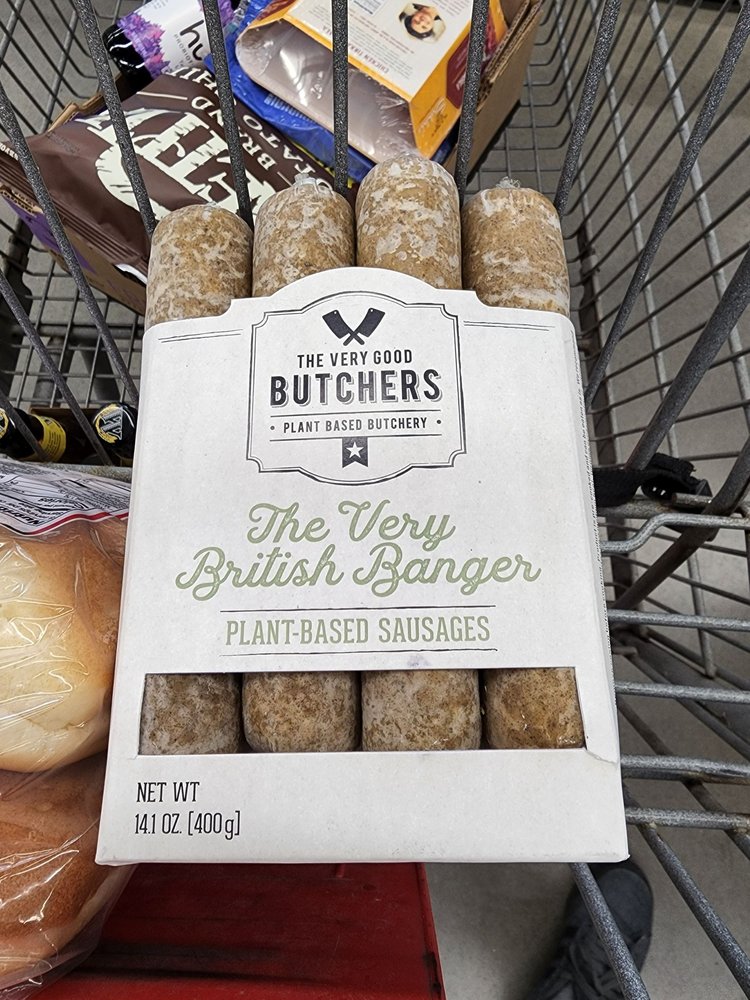 THE VERY GOOD
BUTCHERS
• PLANT BASED BUTCHERY •
The Very
British Banger
PLANT-BASED SAUSAGES
NET WT
14.1 OZ. [400g]